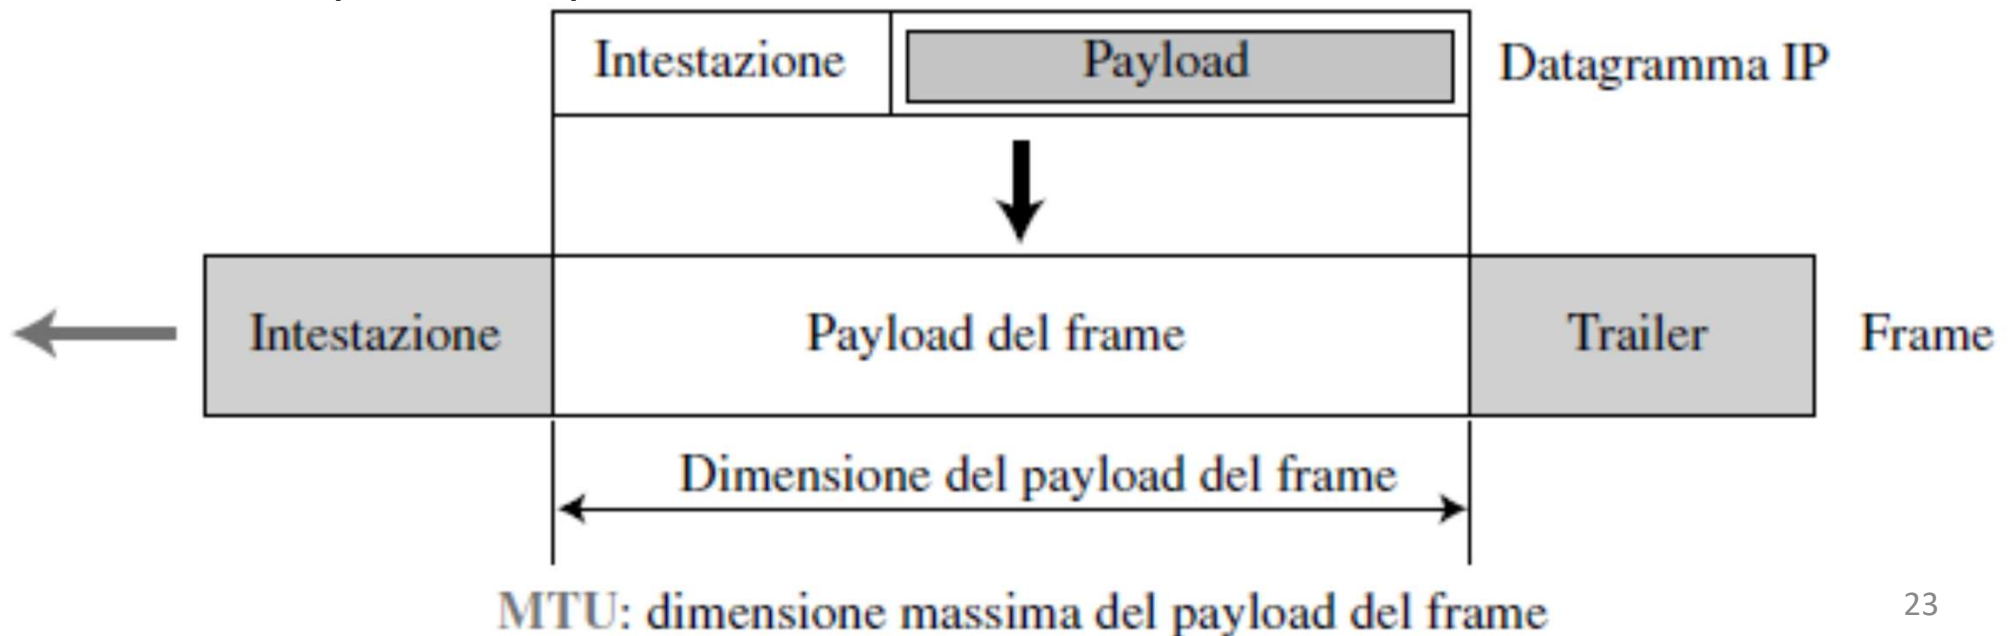 Intestazione Payload Datagramma IP
Intestazione Payload del frame Trailer Frame
Dimensione del payload del frame
MTU: dimensione massima del payload del frame
23